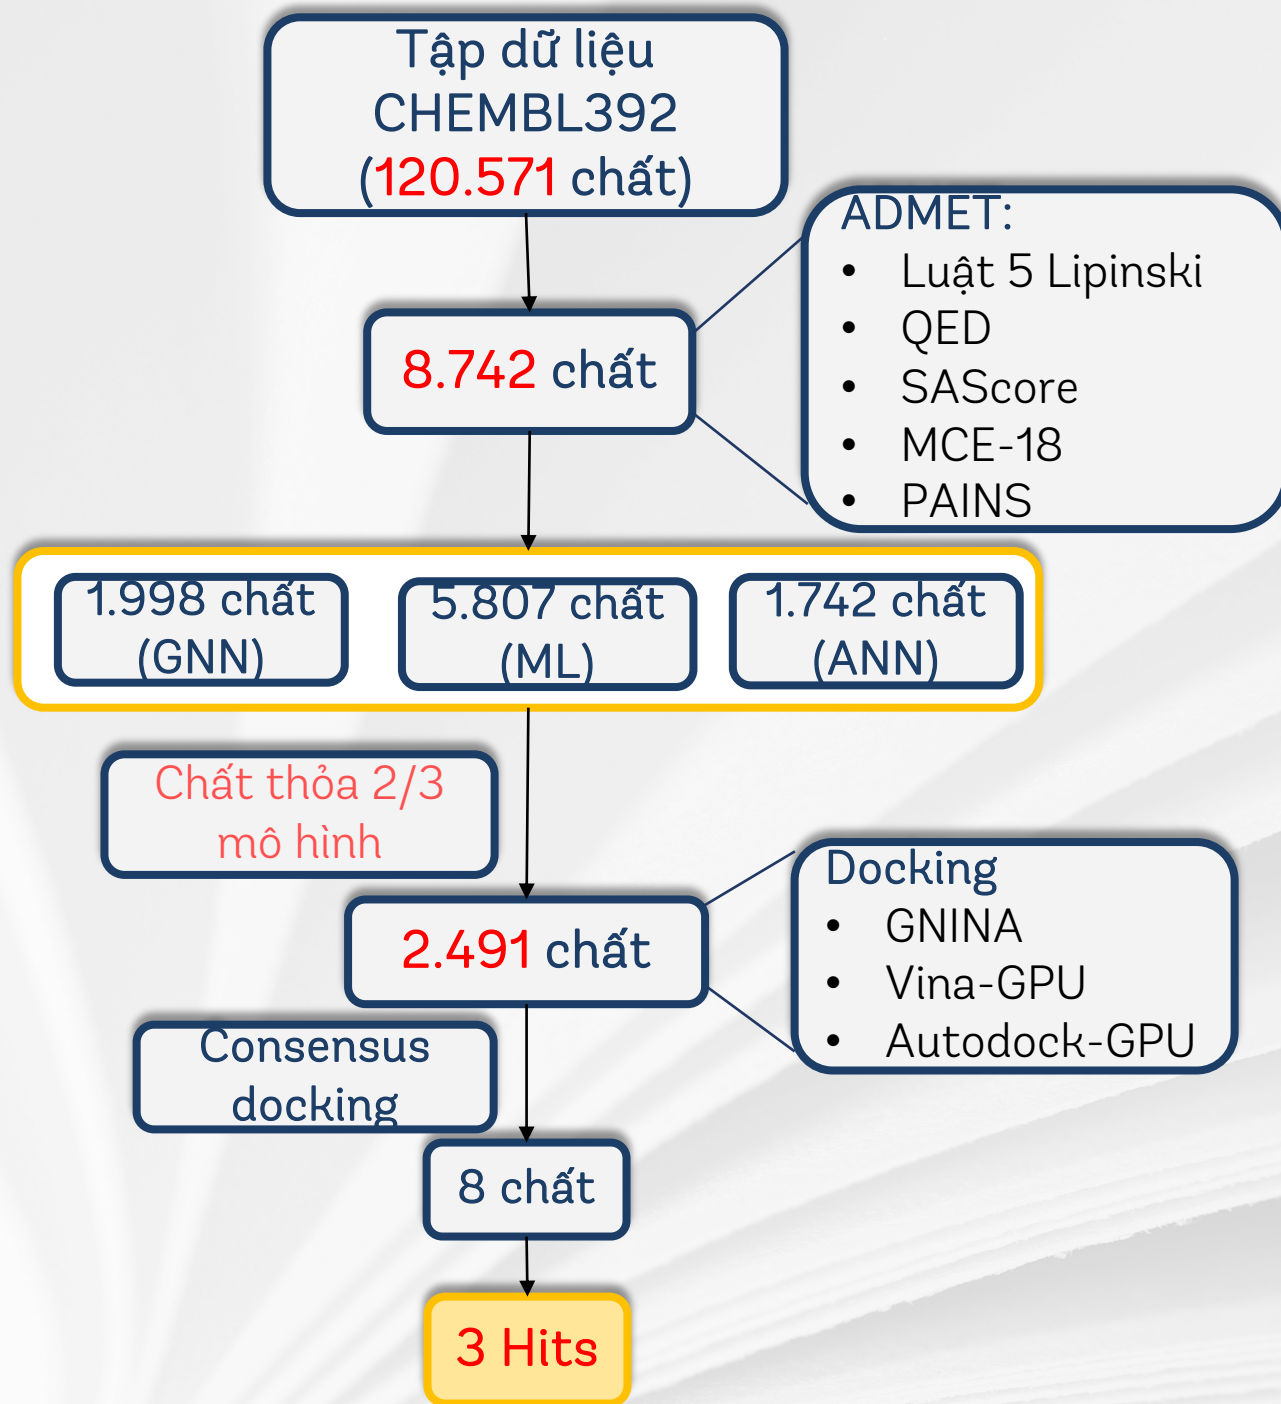 Tập dữ liệu
CHEMBL392
(120.571 chất)
ADMET:
• Luật 5 Lipinski
• QED
• SAScore
• MCE-18
• PAINS
8.742 chất
1.998 chất
(GNN)
5.807 chất
(ML)
1.742 chất
(ANN)
Chất thỏa 2/3
mô hình
2.491 chất
Docking
• GNINA
• Vina-GPU
• Autodock-GPU
Consensus
docking
8 chất
3 Hits